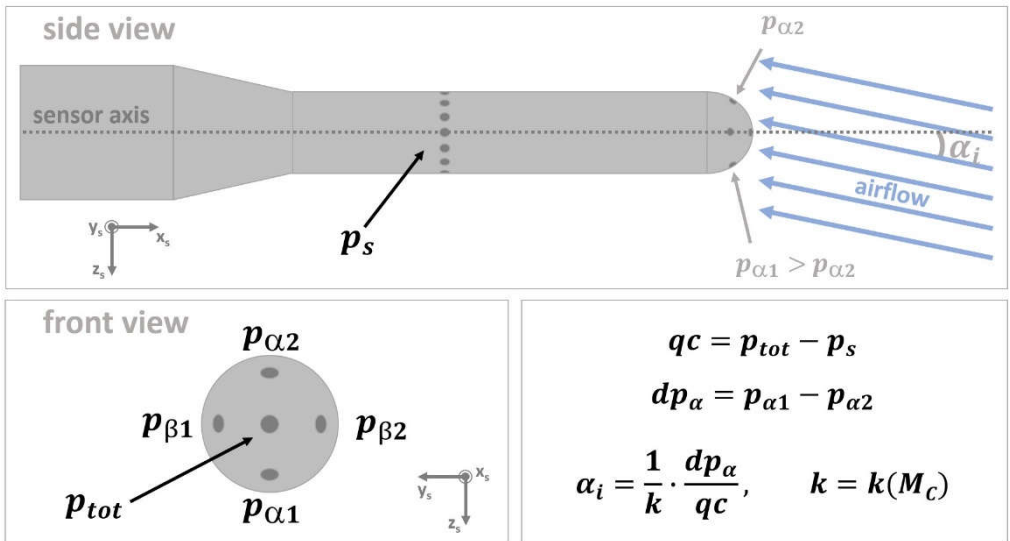 side view
pα2
sensor axis
αi
airflow
ys
xs
zs
ps
pα1 > pα2
front view
pα2
pβ1
pβ2
ptot
pα1
xs
ys
zs
qc = ptot − ps
dpα = pα1 − pα2
αi = 1/k · dpα/qc, k = k(MC)